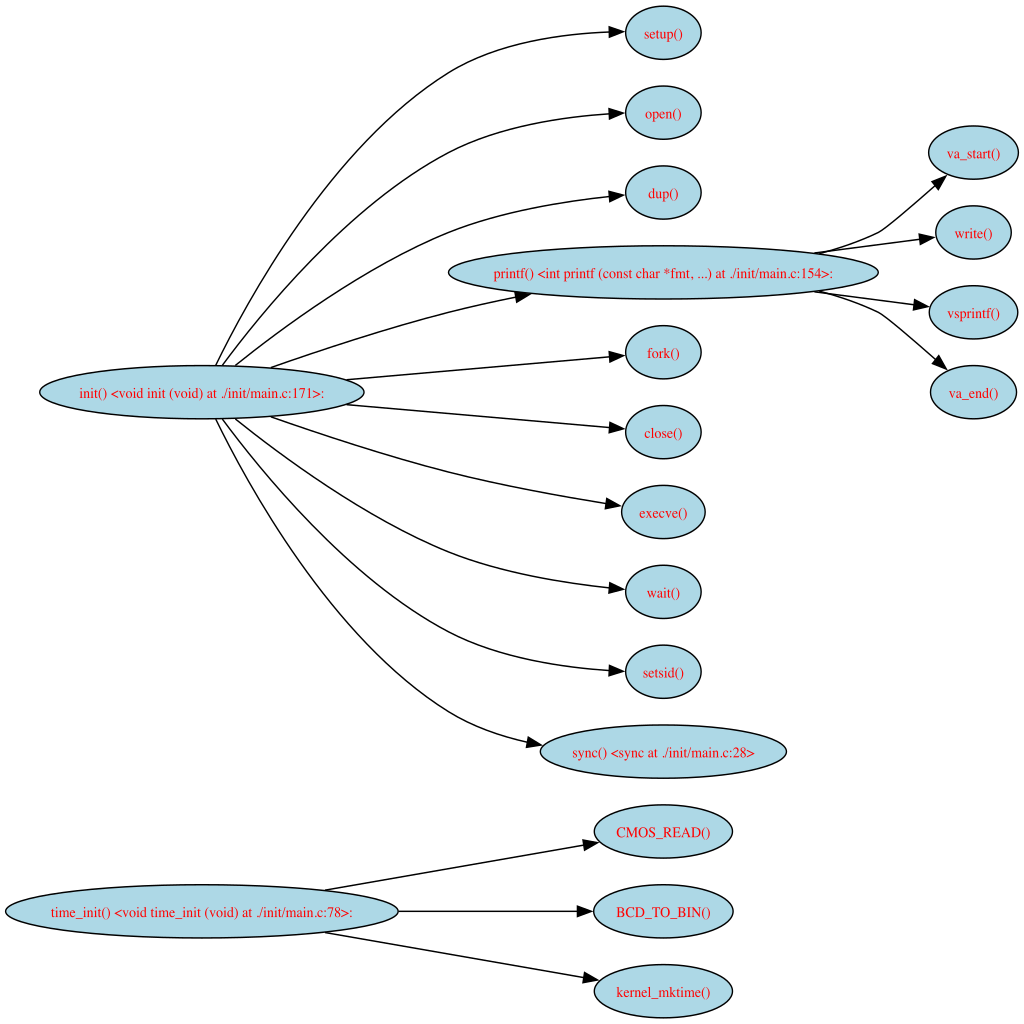 setup()
open()
dup()
va_start()
write()
printf() <int printf (const char *fmt, ...) at ./init/main.c:154>:
vsprintf()
va_end()
fork()
init() <void init (void) at ./init/main.c:171>:
close()
execve()
wait()
setsid()
sync() <sync at ./init/main.c:28>
CMOS_READ()
time_init() <void time_init (void) at ./init/main.c:78>:
BCD_TO_BIN()
kernel_mktime()